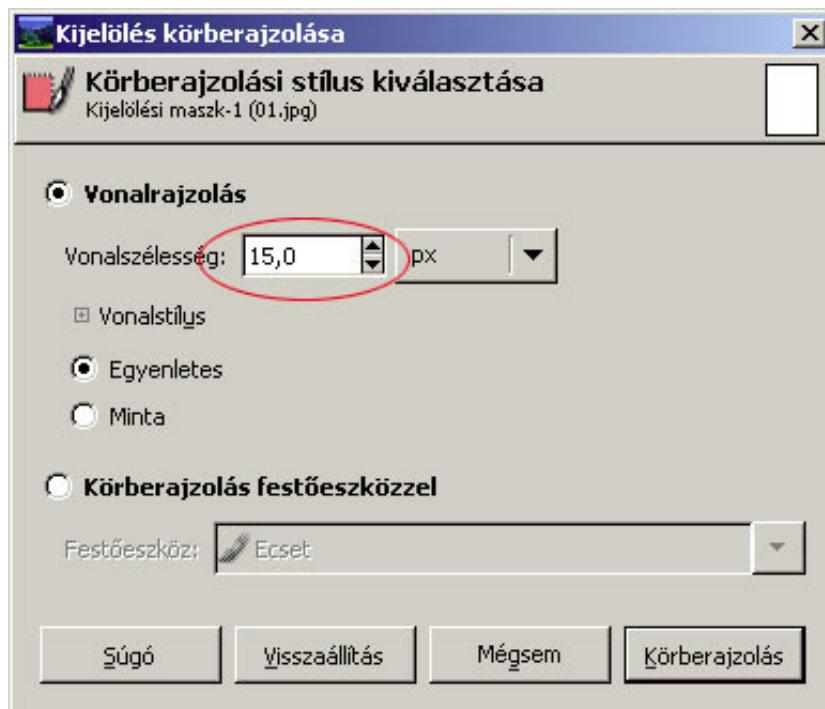 Kijelölés körberajzolása
Körberajzolási stílus kiválasztása
Kijelölési maszk-1 (01.jpg)
Vonalrajzolás
Vonalszélesség: 15,0 px
Vonalstílus
Egyenletes
Minta
Körberajzolás festőeszközzel
Festőeszköz: Ecset
Súgó Visszaállítás Mégsem Körberajzolás